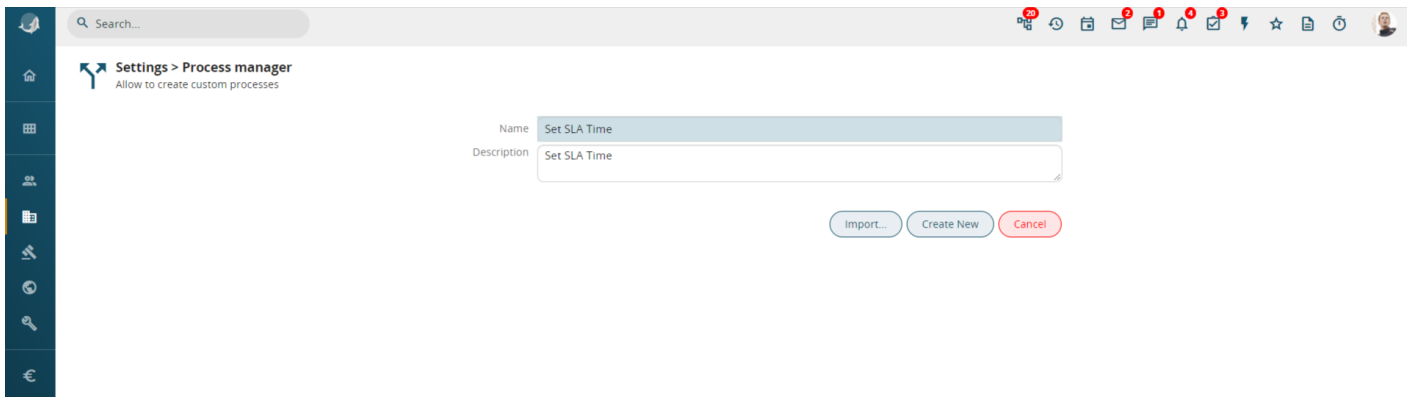 Search...
20
2
1
4
3
Settings > Process manager
Allow to create custom processes
Name
Set SLA Time
Description
Set SLA Time
Import...
Create New
Cancel